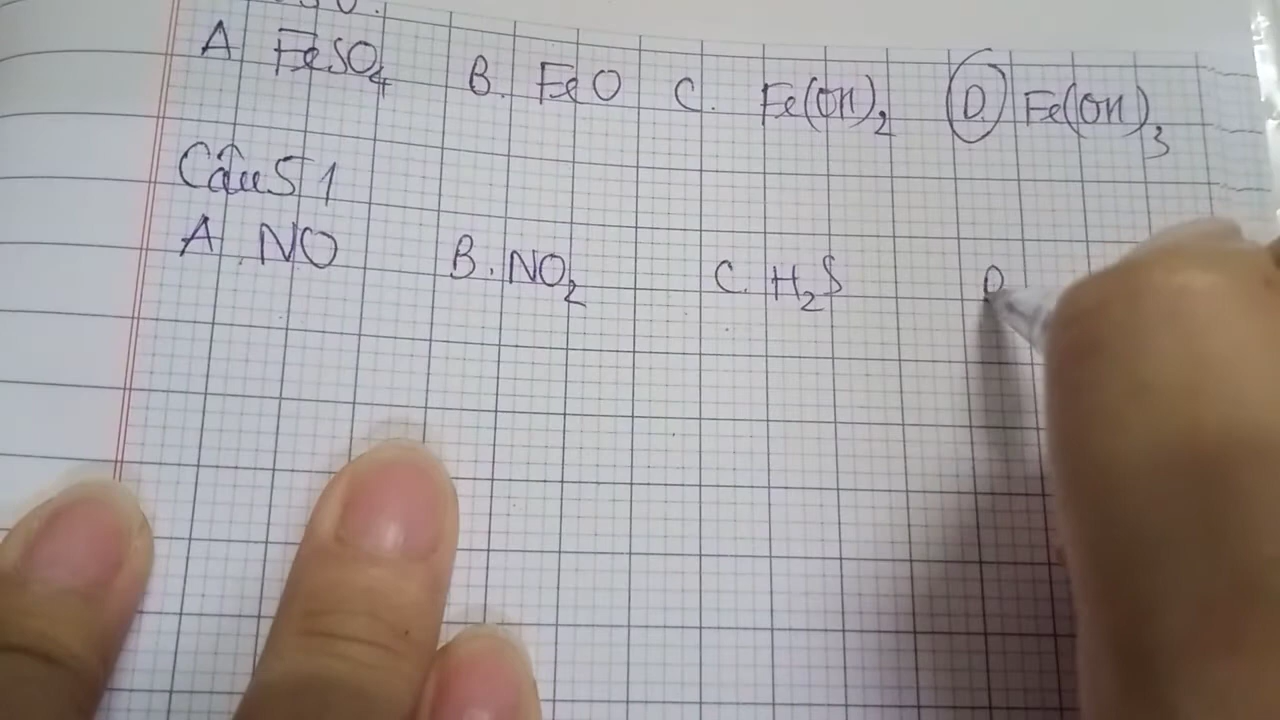 A FeSO4 B. FeO C. Fe(OH)2 D. Fe(OH)3
Câu 51
A. NO B. NO2 C. H2S D